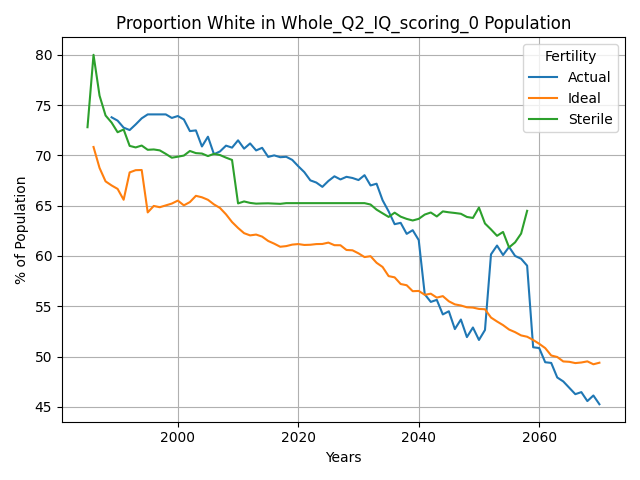 Proportion White in Whole_Q2_IQ_scoring_0 Population
80
75
70
65
60
55
50
45
% of Population
Fertility
Actual
Ideal
Sterile
2000
2020
2040
2060
Years